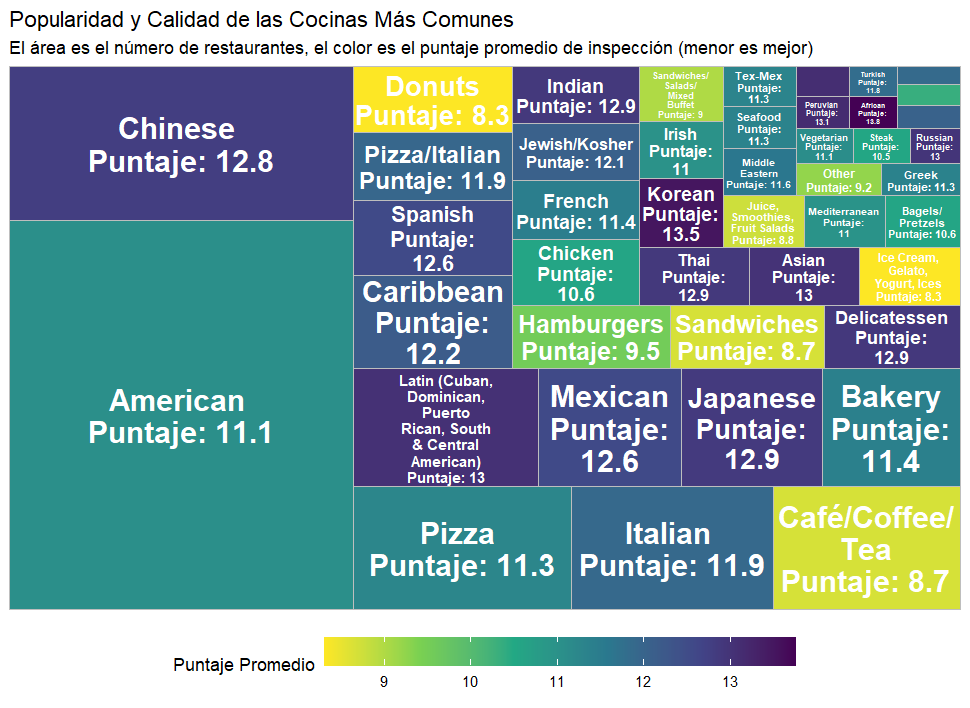 Popularidad y Calidad de las Cocinas Más Comunes
El área es el número de restaurantes, el color es el puntaje promedio de inspección (menor es mejor)
Chinese
Puntaje: 12.8
American
Puntaje: 11.1
Donuts
Puntaje: 8.3
Pizza/Italian
Puntaje: 11.9
Spanish
Puntaje:
12.6
Caribbean
Puntaje:
12.2
Indian
Puntaje: 12.9
Jewish/Kosher
Puntaje: 12.1
French
Puntaje: 11.4
Chicken
Puntaje:
10.6
Sandwiches/
Salads/
Mixed
Buffet
Puntaje: 9
Irish
Puntaje:
11
Korean
Puntaje:
13.5
Tex-Mex
Puntaje:
11.3
Seafood
Puntaje:
11.3
Middle
Eastern
Puntaje: 11.6
Turkish
Puntaje:
11.8
Peruvian
Puntaje:
13.1
African
Puntaje:
13.8
Vegetarian
Puntaje:
11.1
Steak
Puntaje:
10.5
Russian
Puntaje:
13
Other
Puntaje: 9.2
Greek
Puntaje: 11.3
Juice,
Smoothies,
Fruit Salads
Puntaje: 8.8
Mediterranean
Puntaje:
11
Bagels/
Pretzels
Puntaje: 10.6
Thai
Puntaje:
12.9
Asian
Puntaje:
13
Ice Cream,
Gelato,
Yogurt, Ices
Puntaje: 8.3
Hamburgers
Puntaje: 9.5
Sandwiches
Puntaje: 8.7
Delicatessen
Puntaje:
12.9
Latin (Cuban,
Dominican,
Puerto
Rican, South
& Central
American)
Puntaje: 13
Mexican
Puntaje:
12.6
Japanese
Puntaje:
12.9
Bakery
Puntaje:
11.4
Pizza
Puntaje: 11.3
Italian
Puntaje: 11.9
Café/Coffee/
Tea
Puntaje: 8.7
Puntaje Promedio
9 10 11 12 13